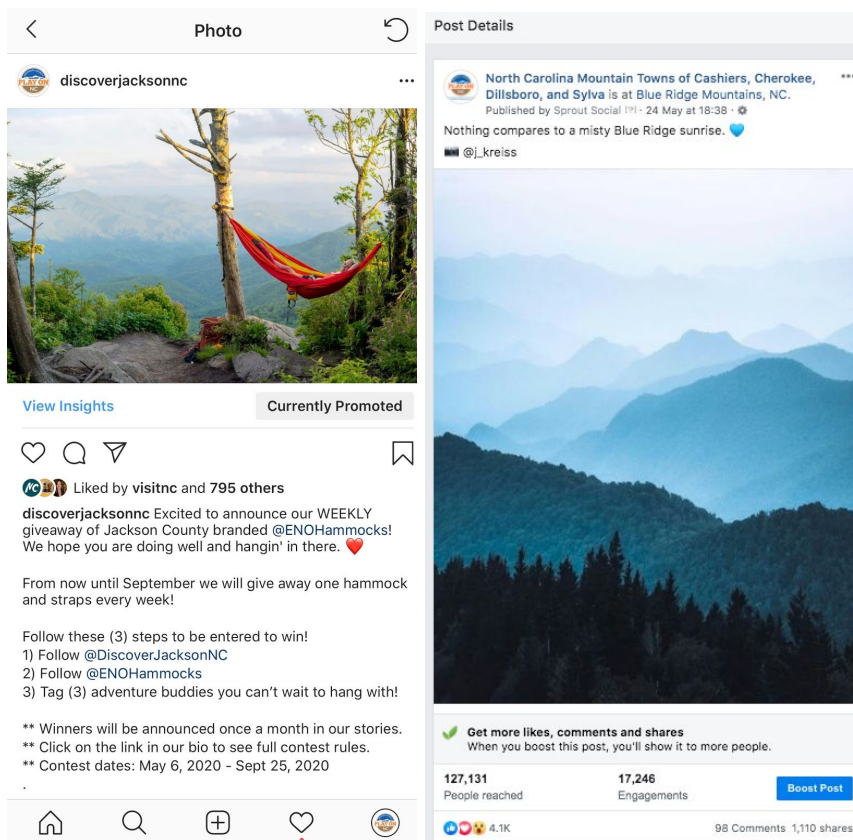 Photo
PLAY ON
NC
discoverjacksonnc
View Insights
Currently Promoted
NC
Liked by visitnc and 795 others
discoverjacksonnc Excited to announce our WEEKLY
giveaway of Jackson County branded @ENOHammocks!
We hope you are doing well and hangin' in there. ❤️
From now until September we will give away one hammock
and straps every week!
Follow these (3) steps to be entered to win!
1) Follow @DiscoverJacksonNC
2) Follow @ENOHammocks
3) Tag (3) adventure buddies you can’t wait to hang with!
** Winners will be announced once a month in our stories.
** Click on the link in our bio to see full contest rules.
** Contest dates: May 6, 2020 - Sept 25, 2020
.
PLAY ON
Post Details
PLAY ON
North Carolina Mountain Towns of Cashiers, Cherokee,
Dillsboro, and Sylva is at Blue Ridge Mountains, NC.
Published by Sprout Social [?] · 24 May at 18:38 ·
Nothing compares to a misty Blue Ridge sunrise. 💙
📷 @j_kreiss
Get more likes, comments and shares
When you boost this post, you'll show it to more people.
127,131
People reached
17,246
Engagements
Boost Post
4.1K
98 Comments 1,110 shares